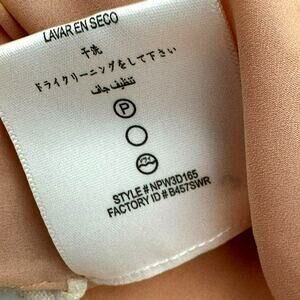 LAVAR EN SECO
干洗
ドライクリーニングをして下さい
تنظيف جاف
P
STYLE # NPW3D165
FACTORY ID # B457SWR